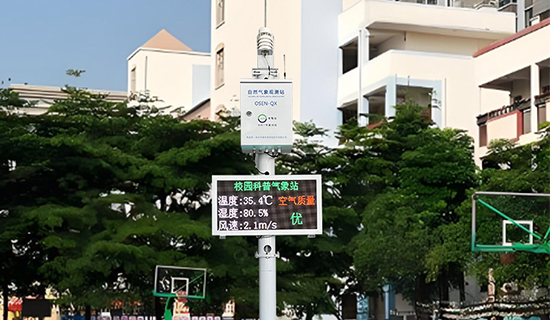 自然气象观测站
OSEN-QX
校园科普气象站
温度:35.4℃ 空气质量
湿度:80.5%
优
风速:2.1m/s